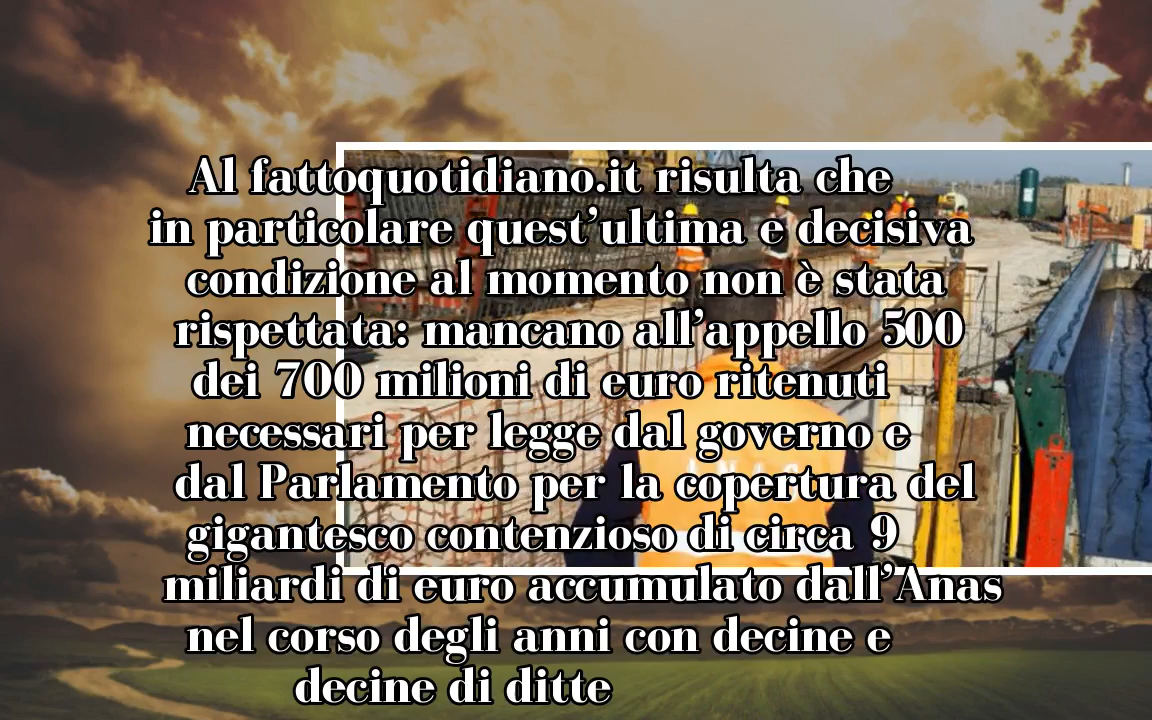 Al fattoquotidiano.it risulta che
in particolare quest’ultima e decisiva
condizione al momento non è stata
rispettata: mancano all’appello 500
dei 700 milioni di euro ritenuti
necessari per legge dal governo e
dal Parlamento per la copertura del
gigantesco contenzioso di circa 9
miliardi di euro accumulato dall’Anas
nel corso degli anni con decine e
decine di ditte